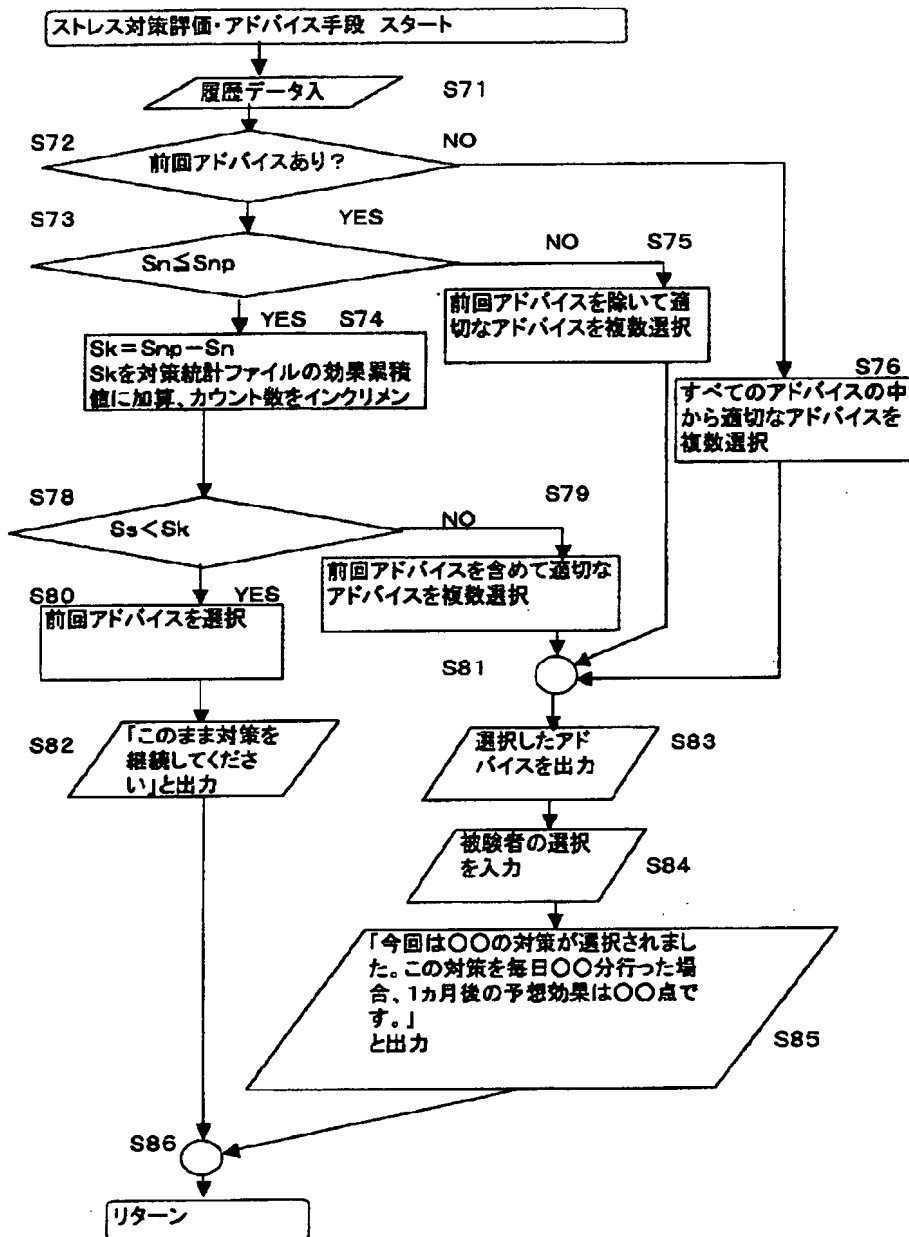 ストレス対策評価・アドバイス手段 スタート
履歴データ入
S71
S72
NO
前回アドバイスあり？
S73
YES
Sn≦Snp
NO
S75
前回アドバイスを除いて適
切なアドバイスを複数選択
YES
S74
Sk＝Snp－Sn
Skを対策統計ファイルの効果累積
値に加算、カウント数をインクリメン
S76
すべてのアドバイスの中
から適切なアドバイスを
複数選択
S78
Ss＜Sk
NO
S79
前回アドバイスを含めて適切な
アドバイスを複数選択
S80
YES
前回アドバイスを選択
S81
S82
「このまま対策を
継続してくださ
い」と出力
選択したアド
バイスを出力
S83
被験者の選択
を入力
S84
「今回は〇〇の対策が選択されまし
た。この対策を毎日〇〇分行った場
合、1ヵ月後の予想効果は〇〇点で
す。」
と出力
S85
S86
リターン